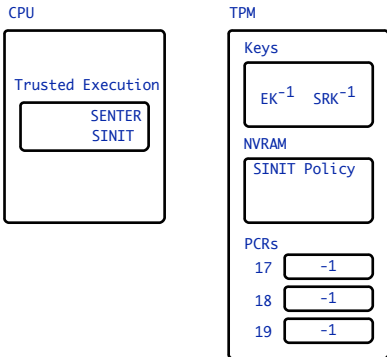 CPU
Trusted Execution
SENTER
SINIT
TPM
Keys
EK-1 SRK-1
NVRAM
SINIT Policy
PCRs
17 -1
18 -1
19 -1